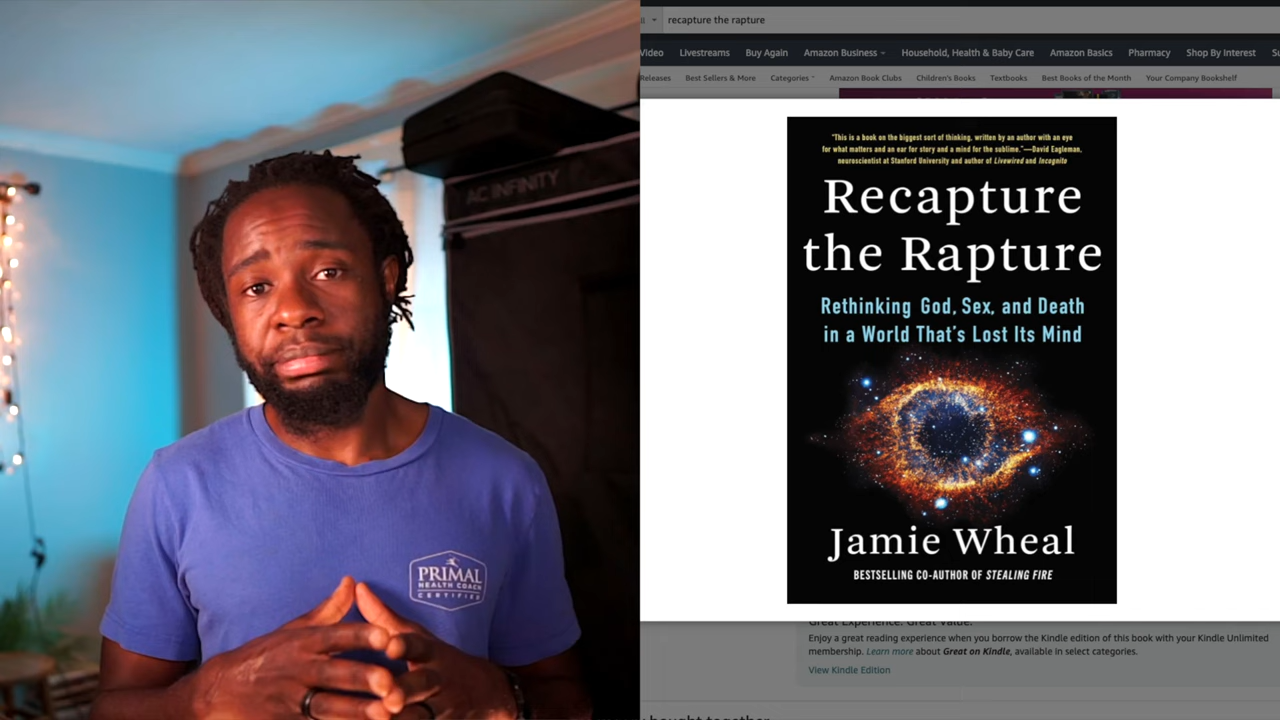 AC INFINITY
PRIMAL
HEALTH COACH
CERTIFIED
recapture the rapture
Video Livestreams Buy Again Amazon Business Household, Health & Baby Care Amazon Basics Pharmacy Shop By Interest
Releases Best Sellers & More Categories Amazon Book Clubs Children's Books Textbooks Best Books of the Month Your Company Bookshelf
"This is a book on the biggest sort of thinking, written by an author with an eye
for what matters and an ear for story and a mind for the sublime."—David Eagleman,
neuroscientist at Stanford University and author of Livewired and Incognito
Recapture
the Rapture
Rethinking God, Sex, and Death
in a World That's Lost Its Mind
Jamie Wheal
BESTSELLING CO-AUTHOR OF STEALING FIRE
Great Experience. Great Value.
Enjoy a great reading experience when you borrow the Kindle edition of this book with your Kindle Unlimited
membership. Learn more about Great on Kindle, available in select categories.
View Kindle Edition
bought together